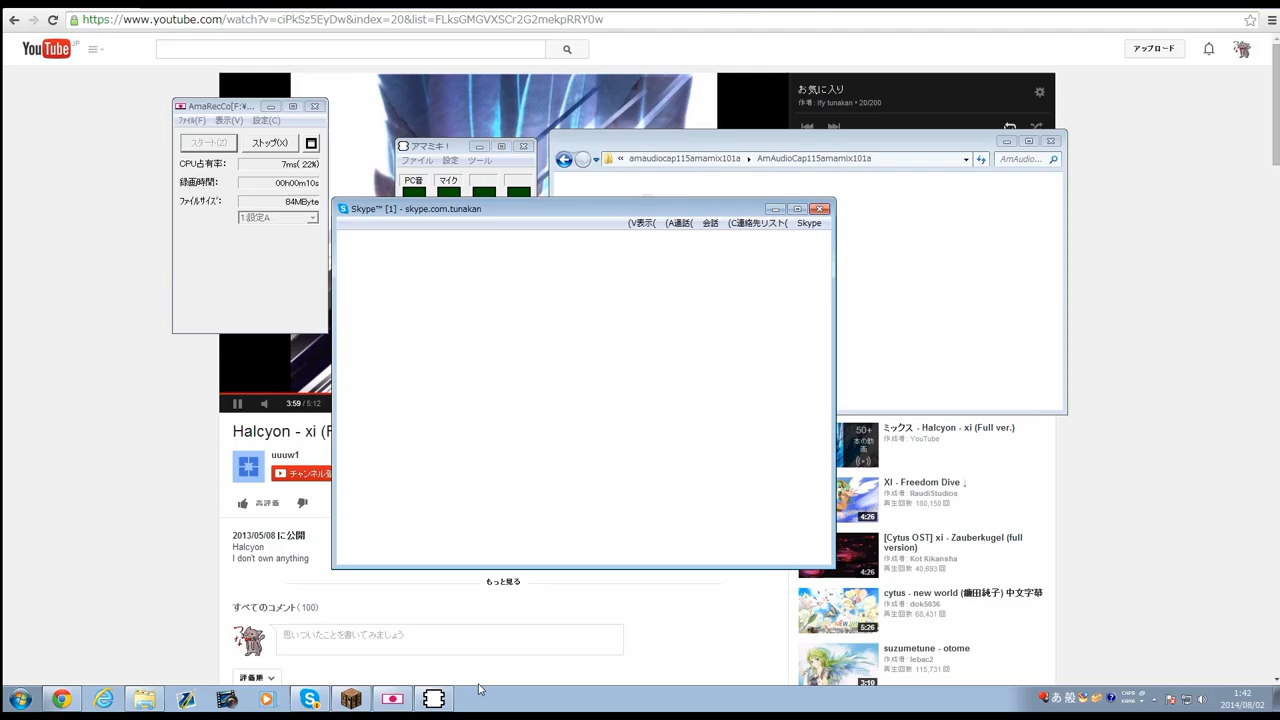 https://www.youtube.com/watch?v=ciPkSz5EyDw&index=20&list=FLksGMGVXSCr2G2mekpRRY0w
YouTube JP
アップロード
お気に入り
作者: ify tunakan • 20/200
AmaRecCo[F:¥...
ファイル(F) 表示(V) 設定(C)
スタート(Z) ストップ(X)
CPU占有率: 7ms( 22%)
録画時間: 00h00m10s
ファイルサイズ: 84MByte
1:設定A
アマミキ!
ファイル 設定 ツール
PC音 マイク
« amaudiocap115amamix101a ▸ AmAudioCap115amamix101a
AmAudio...
Skype™ [1] - skype.com.tunakan
(V表示( (A通話( 会話 (C連絡先リスト( Skype
3:59 / 5:12
Halcyon - xi (F
uuuw1
チャンネル登
高評価
2013/05/08 に公開
Halcyon
I don't own anything
もっと見る
すべてのコメント (100)
思いついたことを書いてみましょう
評価順
50+
本の動
画
ミックス - Halcyon - xi (Full ver.)
作成者: YouTube
XI - Freedom Dive ↓
作成者: RaudiStudios
再生回数 180,150 回
4:26
[Cytus OST] xi - Zauberkugel (full
version)
作成者: Kot Kikansha
再生回数 40,693 回
4:26
cytus - new world (鎌田純子) 中文字幕
作成者: dok5036
再生回数 68,431 回
5:26
suzumetune - otome
作成者: lebac2
再生回数 115,731 回
3:10
あ 般
CAPS
KANA
1:42
2014/08/02